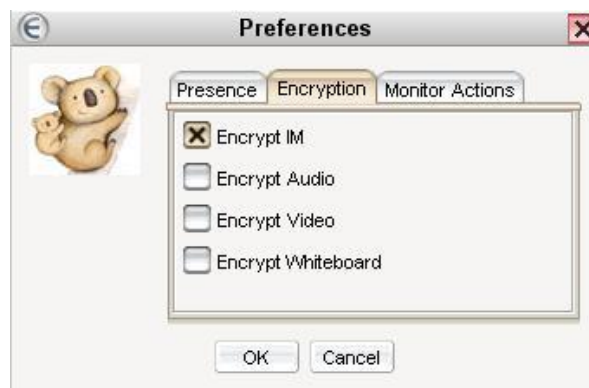 Preferences
Presence Encryption Monitor Actions
Encrypt IM
Encrypt Audio
Encrypt Video
Encrypt Whiteboard
OK Cancel